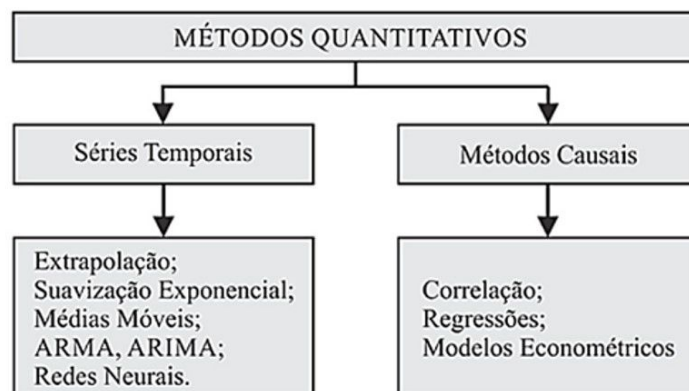 MÉTODOS QUANTITATIVOS
Séries Temporais
Métodos Causais
Extrapolação;
Suavização Exponencial;
Médias Móveis;
ARMA, ARIMA;
Redes Neurais.
Correlação;
Regressões;
Modelos Econométricos